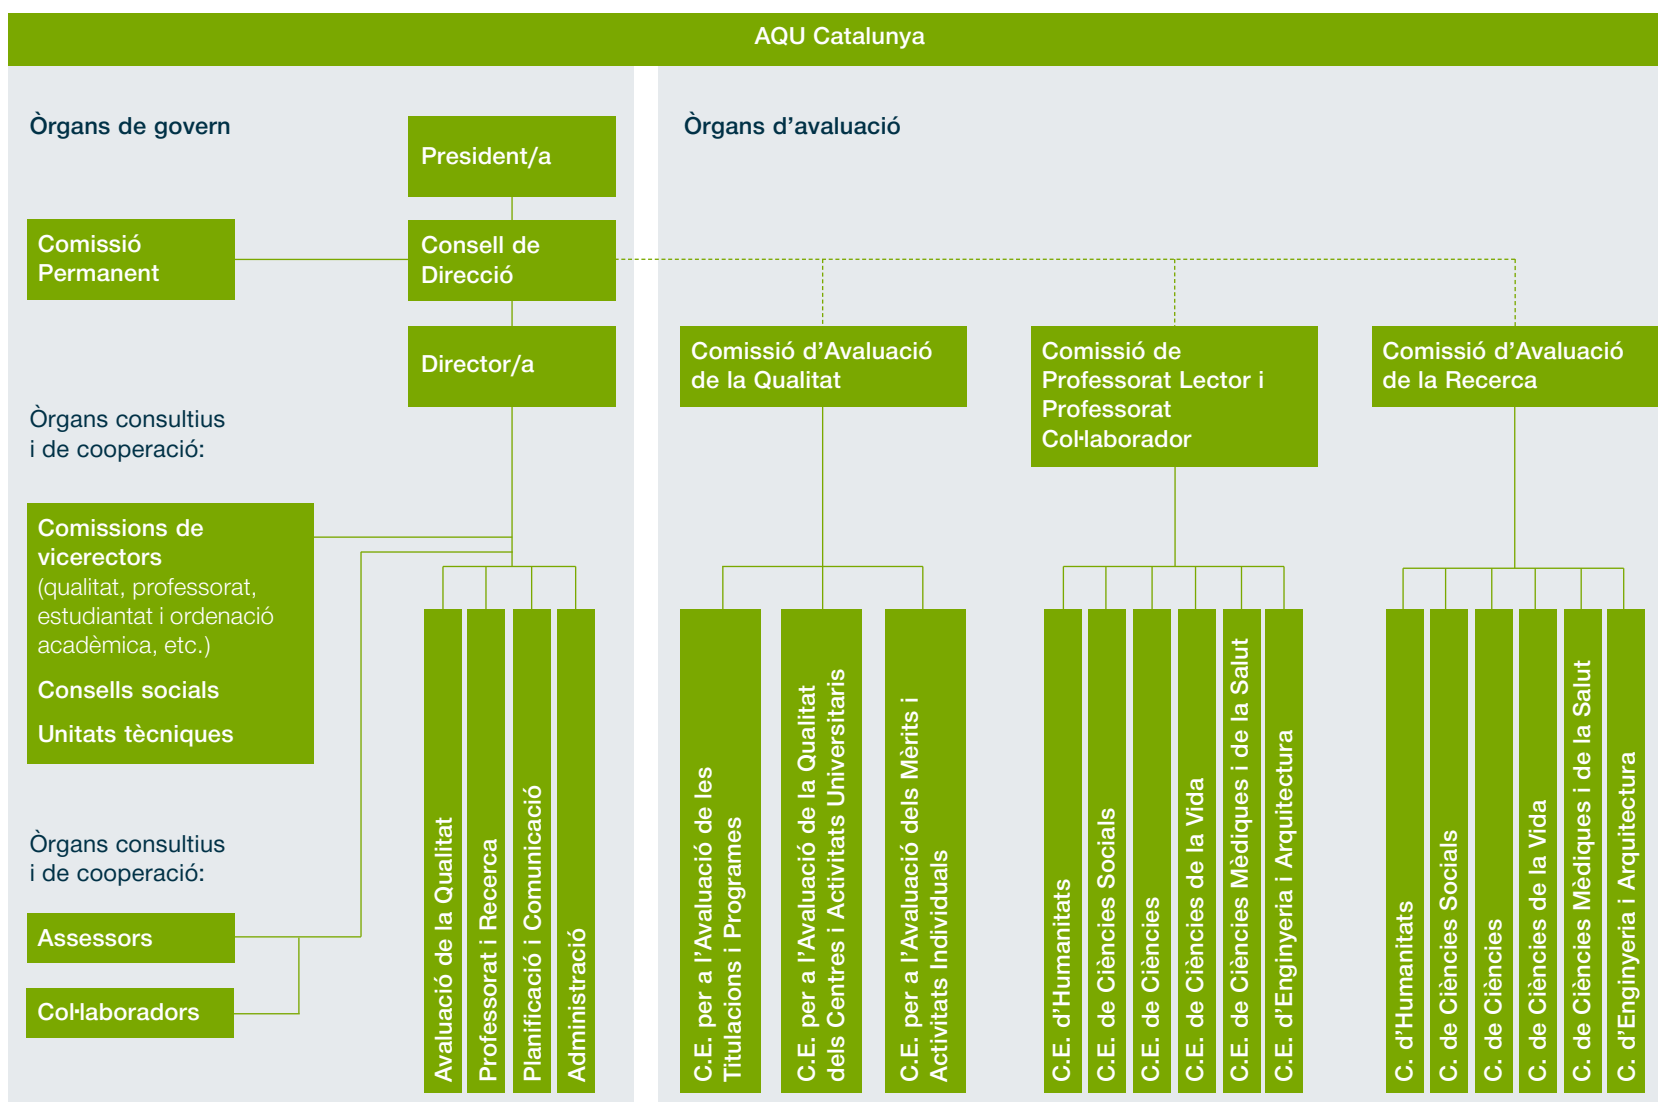 AQU Catalunya
Òrgans de govern
President/a
Comissió
Permanent
Consell de
Direcció
Director/a
Òrgans consultius
i de cooperació:
Comissions de
vicerectors
(qualitat, professorat,
estudiantat i ordenació
acadèmica, etc.)
Consells socials
Unitats tècniques
Òrgans consultius
i de cooperació:
Assessors
Col·laboradors
Avaluació de la Qualitat
Professorat i Recerca
Planificació i Comunicació
Administració
Òrgans d’avaluació
Comissió d’Avaluació
de la Qualitat
C.E. per a l’Avaluació de les
Titulacions i Programes
C.E. per a l’Avaluació de la Qualitat
dels Centres i Activitats Universitaris
C.E. per a l’Avaluació dels Mèrits i
Activitats Individuals
Comissió de
Professorat Lector i
Professorat
Col·laborador
C.E. d’Humanitats
C.E. de Ciències Socials
C.E. de Ciències
C.E. de Ciències de la Vida
C.E. de Ciències Mèdiques i de la Salut
C.E. d’Enginyeria i Arquitectura
Comissió d’Avaluació
de la Recerca
C. d’Humanitats
C. de Ciències Socials
C. de Ciències
C. de Ciències de la Vida
C. de Ciències Mèdiques i de la Salut
C. d’Enginyeria i Arquitectura